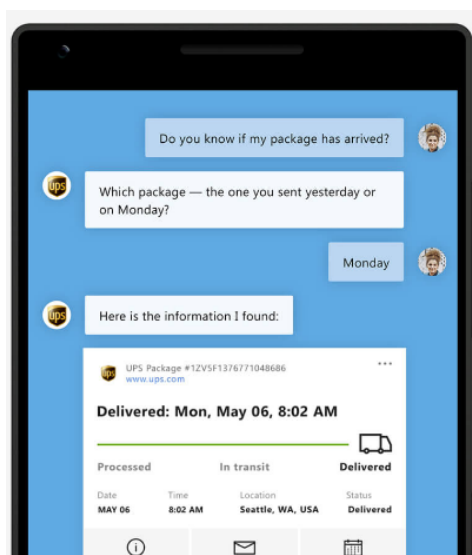 Do you know if my package has arrived?
ups
Which package — the one you sent yesterday or
on Monday?
Monday
ups
Here is the information I found:
ups
UPS Package #1ZVSF1376771048686
www.ups.com
Delivered: Mon, May 06, 8:02 AM
Processed In transit Delivered
Date Time Location Status
MAY 06 8:02 AM Seattle, WA, USA Delivered